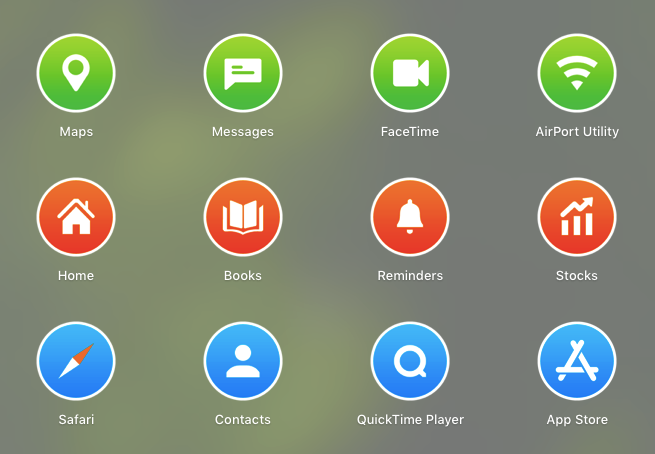 Maps
Messages
FaceTime
AirPort Utility
Home
Books
Reminders
Stocks
Safari
Contacts
QuickTime Player
App Store